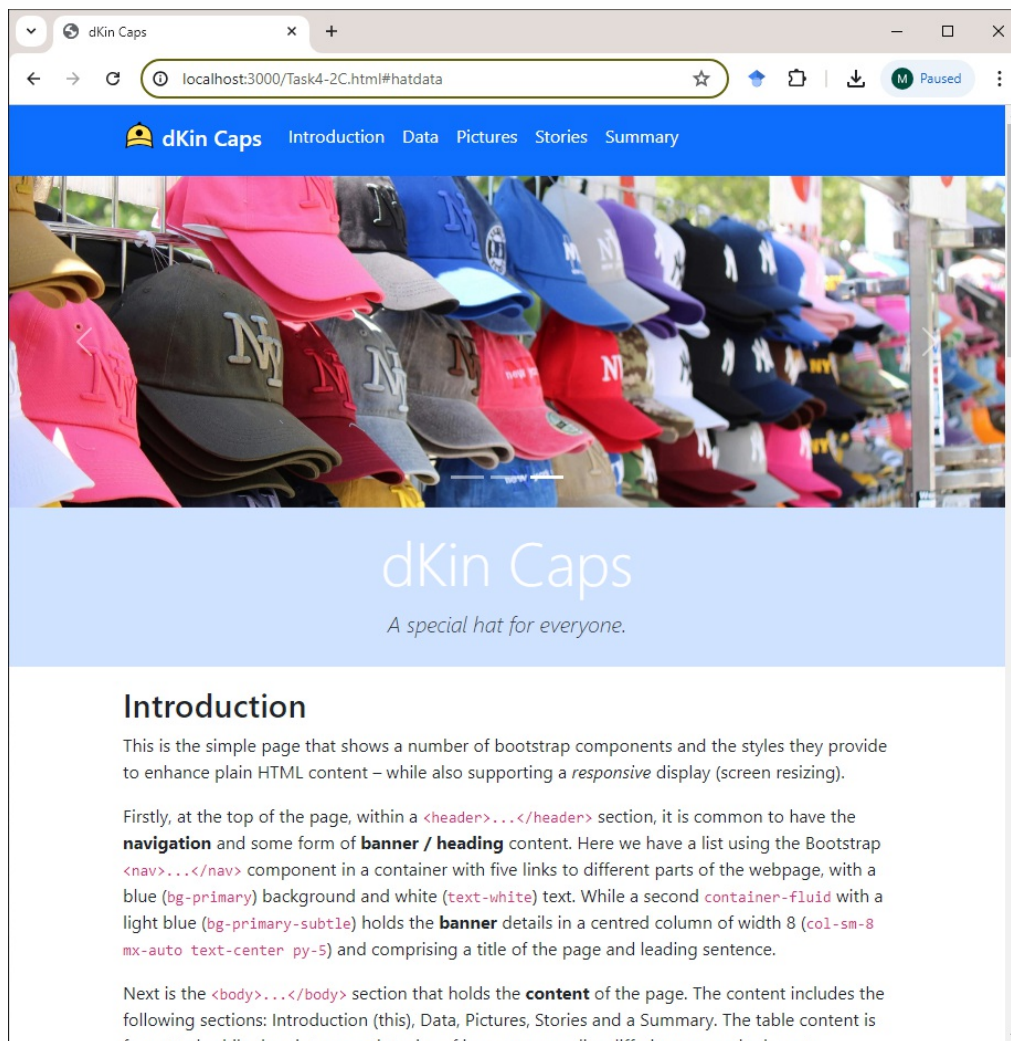 dKin Caps
localhost:3000/Task4-2C.html#hatdata
M Paused
dKin Caps Introduction Data Pictures Stories Summary
NY
NY
NY
NY
NY
NY
dKin Caps
A special hat for everyone.
Introduction
This is the simple page that shows a number of bootstrap components and the styles they provide
to enhance plain HTML content – while also supporting a responsive display (screen resizing).
Firstly, at the top of the page, within a <header>...</header> section, it is common to have the
navigation and some form of banner / heading content. Here we have a list using the Bootstrap
<nav>...</nav> component in a container with five links to different parts of the webpage, with a
blue (bg-primary) background and white (text-white) text. While a second container-fluid with a
light blue (bg-primary-subtle) holds the banner details in a centred column of width 8 (col-sm-8
mx-auto text-center py-5) and comprising a title of the page and leading sentence.
Next is the <body>...</body> section that holds the content of the page. The content includes the
following sections: Introduction (this), Data, Pictures, Stories and a Summary. The table content is